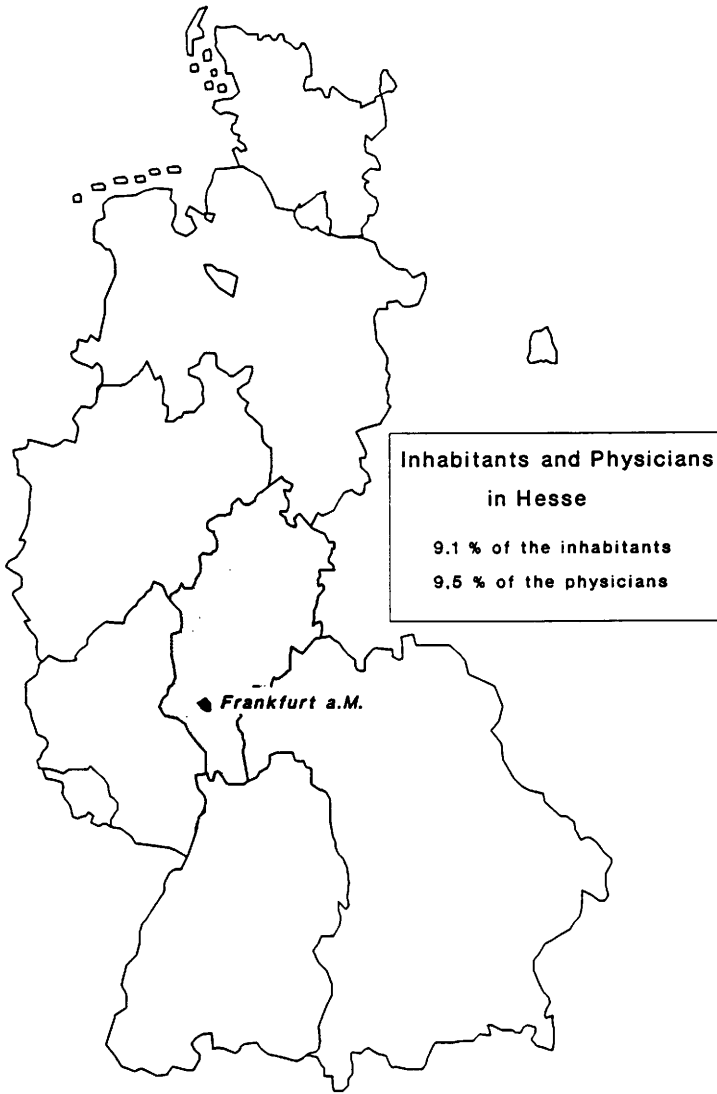 Inhabitants and Physicians
in Hesse
9.1 % of the inhabitants
9.5 % of the physicians
Frankfurt a.M.